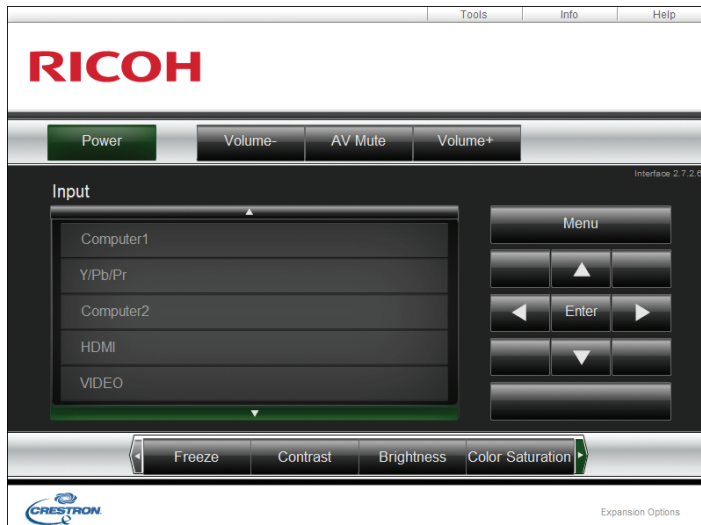 Tools Info Help
RICOH
Power Volume- AV Mute Volume+
Interface 2.7.2.6
Input
Computer1
Y/Pb/Pr
Computer2
HDMI
VIDEO
Menu
Enter
Freeze Contrast Brightness Color Saturation
CRESTRON
Expansion Options